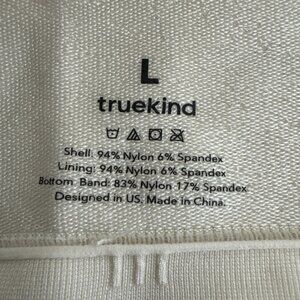 L
truekind
Shell: 94% Nylon 6% Spandex
Lining: 94% Nylon 6% Spandex
Bottom Band: 83% Nylon 17% Spandex
Designed in US. Made in China.